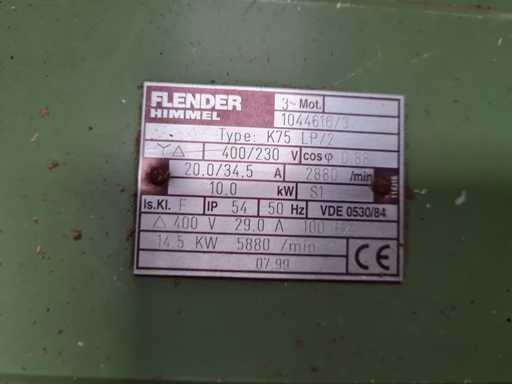 FLENDER
HIMMEL
3~ Mot.
1044616/3
Type: K75 LP/2
Y△ 400/230 V cosφ 0.88
20.0/34.5 A 2880 /min
10.0 kW S1
Is.Kl. F IP 54 50 Hz VDE 0530/84
△ 400 V 29.0 A 100 Hz
14.5 KW 5880 /min
07.99
CE